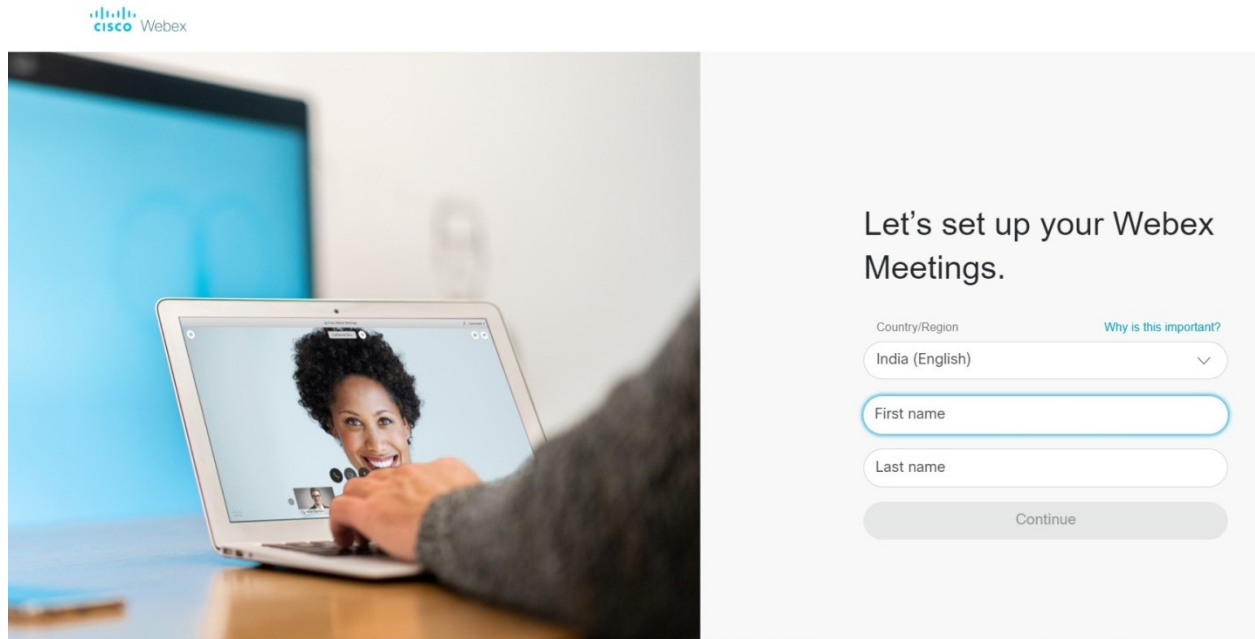 cisco Webex
Let's set up your Webex
Meetings.
Country/Region Why is this important?
India (English)
First name
Last name
Continue